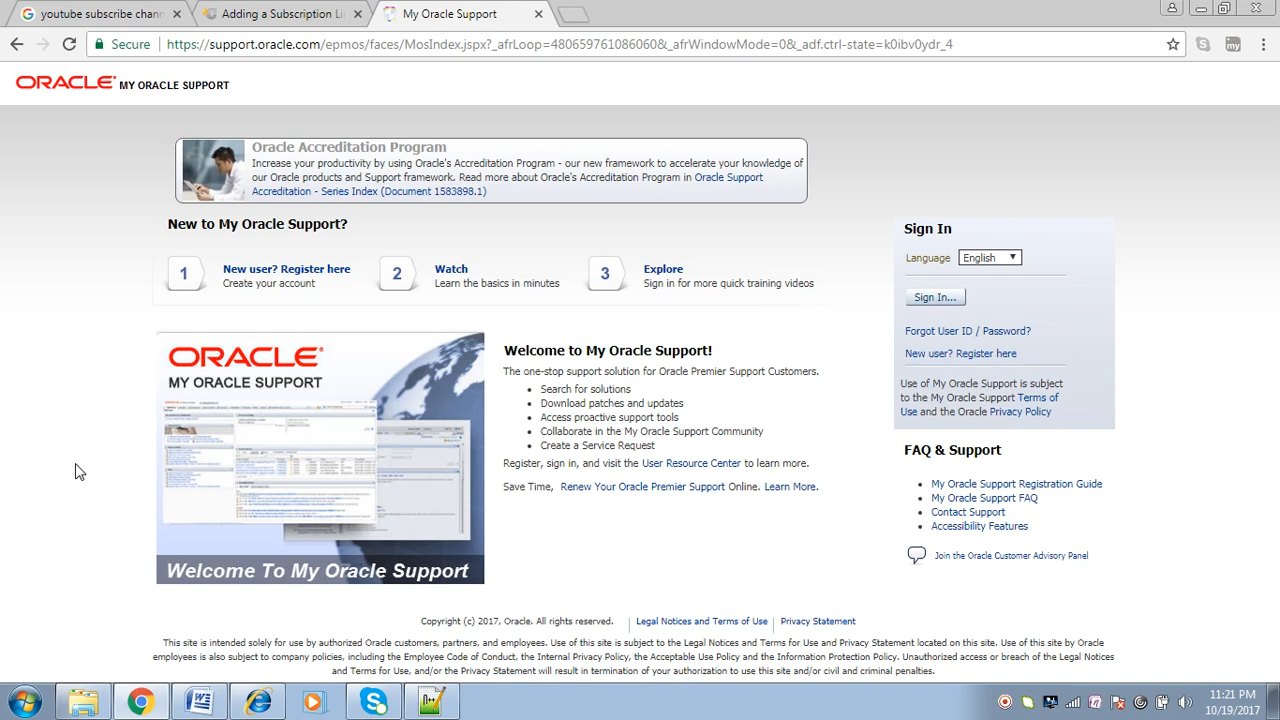 youtube subscribe chann
Adding a Subscription Li
My Oracle Support
Secure
https://support.oracle.com/epmos/faces/MosIndex.jspx?_afrLoop=4806597610860608&_afrWindowMode=0&_adf.ctrl-state=k0ibv0ydr_4
ORACLE MY ORACLE SUPPORT
Oracle Accreditation Program
Increase your productivity by using Oracle's Accreditation Program - our new framework to accelerate your knowledge of
our Oracle products and Support framework. Read more about Oracle's Accreditation Program in Oracle Support
Accreditation - Series Index (Document 1583898.1)
New to My Oracle Support?
1
New user? Register here
Create your account
2
Watch
Learn the basics in minutes
3
Explore
Sign in for more quick training videos
Sign In
Language English
Sign In...
Forgot User ID / Password?
New user? Register here
Use of My Oracle Support is subject
to the My Oracle Support Terms of
Use and the Oracle Privacy Policy
ORACLE
MY ORACLE SUPPORT
Welcome To My Oracle Support
Welcome to My Oracle Support!
The one-stop support solution for Oracle Premier Support Customers.
Search for solutions
Download patches and updates
Access proactive support tools
Collaborate in the My Oracle Support Community
Create a Service Request
Register, sign in, and visit the User Resource Center to learn more.
Save Time. Renew Your Oracle Premier Support Online. Learn More.
FAQ & Support
My Oracle Support Registration Guide
My Oracle Support FAQ
Contact Support
Accessibility Features
Join the Oracle Customer Advisory Panel
Copyright (c) 2017, Oracle. All rights reserved.
Legal Notices and Terms of Use
Privacy Statement
This site is intended solely for use by authorized Oracle customers, partners, and employees. Use of this site is subject to the Legal Notices and Terms for Use and Privacy Statement located on this site. Use of this site by Oracle
employees is also subject to company policies, including the Employee Code of Conduct, the Internal Privacy Policy, the Acceptable Use Policy and the Information Protection Policy. Unauthorized access or breach of the Legal
Notices and Terms for Use, and/or the Privacy Statement will result in termination of your authorization to use this site and/or civil and criminal penalties.
11:21 PM
10/19/2017